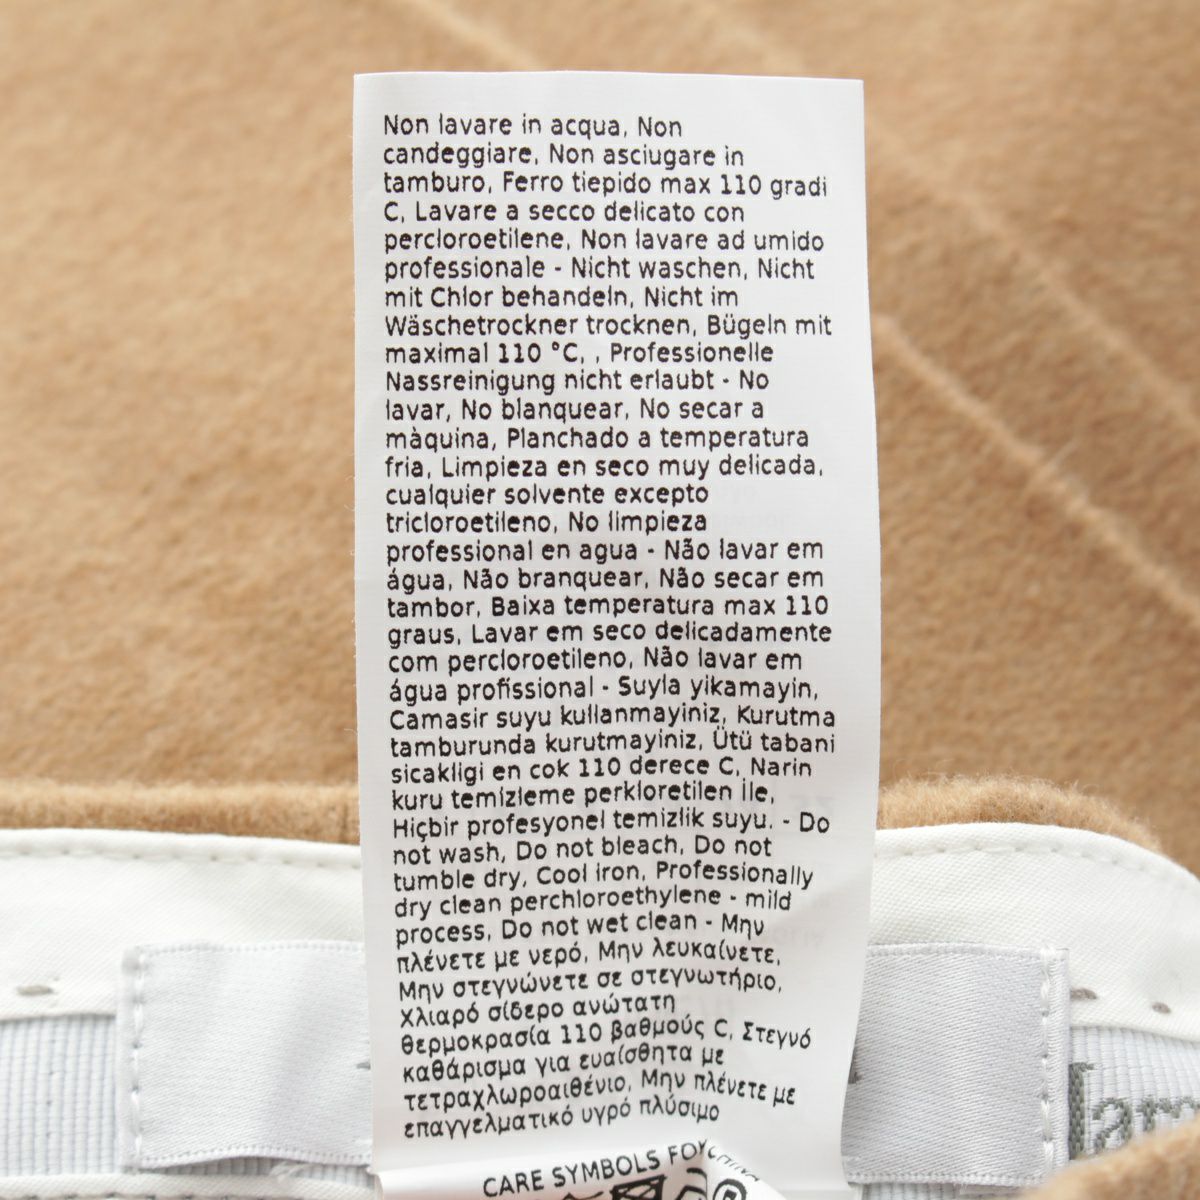 Non lavare in acqua, Non
candeggiare, Non asciugare in
tamburo, Ferro tiepido max 110 gradi
C, Lavare a secco delicato con
percloroetilene, Non lavare ad umido
professionale - Nicht waschen, Nicht
mit Chlor behandeln, Nicht im
Wäschetrockner trocknen, Bügeln mit
maximal 110 °C, , Professionelle
Nassreinigung nicht erlaubt - No
lavar, No blanquear, No secar a
màquina, Planchado a temperatura
fria, Limpieza en seco muy delicada,
cualquier solvente excepto
tricloroetileno, No limpieza
professional en agua - Não lavar em
água, Não branquear, Não secar em
tambor, Baixa temperatura max 110
graus, Lavar em seco delicadamente
com percloroetileno, Não lavar em
água profissional - Suyla yikamayin,
Camasir suyu kullanmayiniz, Kurutma
tamburunda kurutmayiniz, Ütü tabani
sicakligi en cok 110 derece C, Narin
kuru temizleme perkloretilen İle,
Hiçbir profesyonel temizlik suyu. - Do
not wash, Do not bleach, Do not
tumble dry, Cool iron, Professionally
dry clean perchloroethylene - mild
process, Do not wet clean - Μην
πλένετε με νερό, Μην λευκαίνετε,
Μην στεγνώνετε σε στεγνωτήριο,
Χλιαρό σίδερο ανώτατη
θερμοκρασία 110 βαθμούς C, Στεγνό
καθάρισμα για ευαίσθητα με
τετραχλωροαιθένιο, Μην πλένετε με
επαγγελματικό υγρό πλύσιμο
CARE SYMBOLS FOR